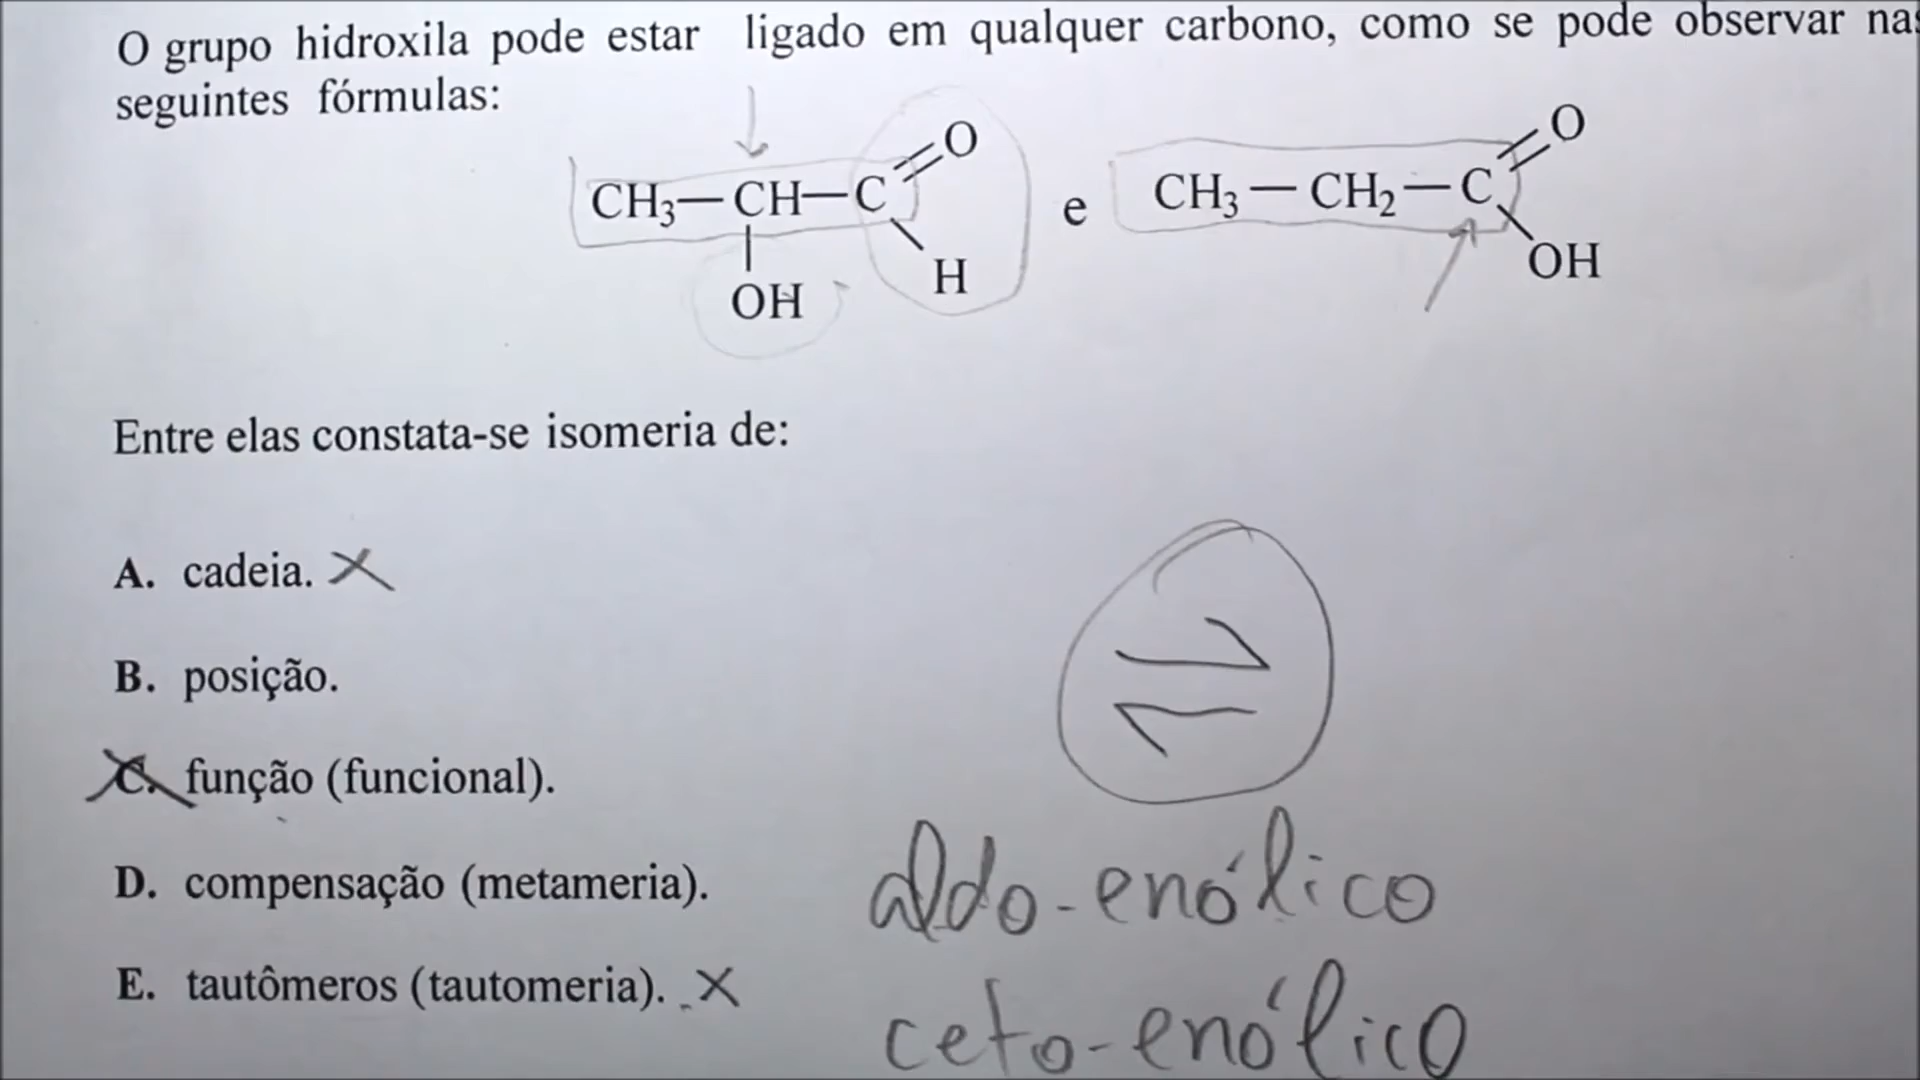 O grupo hidroxila pode estar ligado em qualquer carbono, como se pode observar nas
seguintes fórmulas:
CH₃—CH—C=O
OH
H
e
CH₃—CH₂—C=O
OH
Entre elas constata-se isomeria de:
A. cadeia. X
B. posição.
C. função (funcional).
D. compensação (metameria).
E. tautômeros (tautomeria). X
⇌
aldo-enólico
ceto-enólico